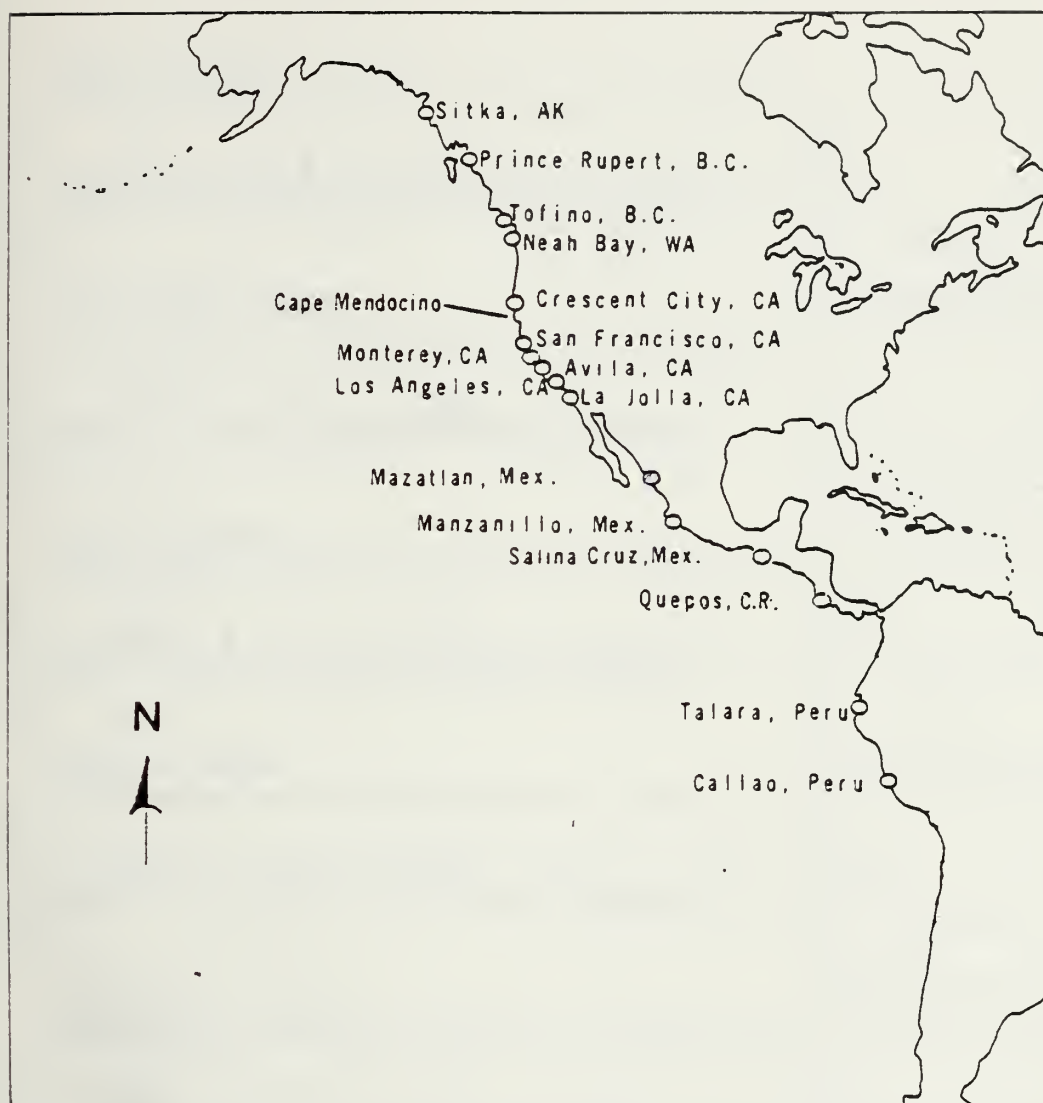 Sitka, AK
Prince Rupert, B.C.
Tofino, B.C.
Neah Bay, WA
Crescent City, CA
Cape Mendocino
San Francisco, CA
Monterey, CA
Avila, CA
Los Angeles, CA
La Jolla, CA
Mazatlan, Mex.
Manzanillo, Mex.
Salina Cruz, Mex.
Quepos, C.R.
N
Talara, Peru
Callao, Peru